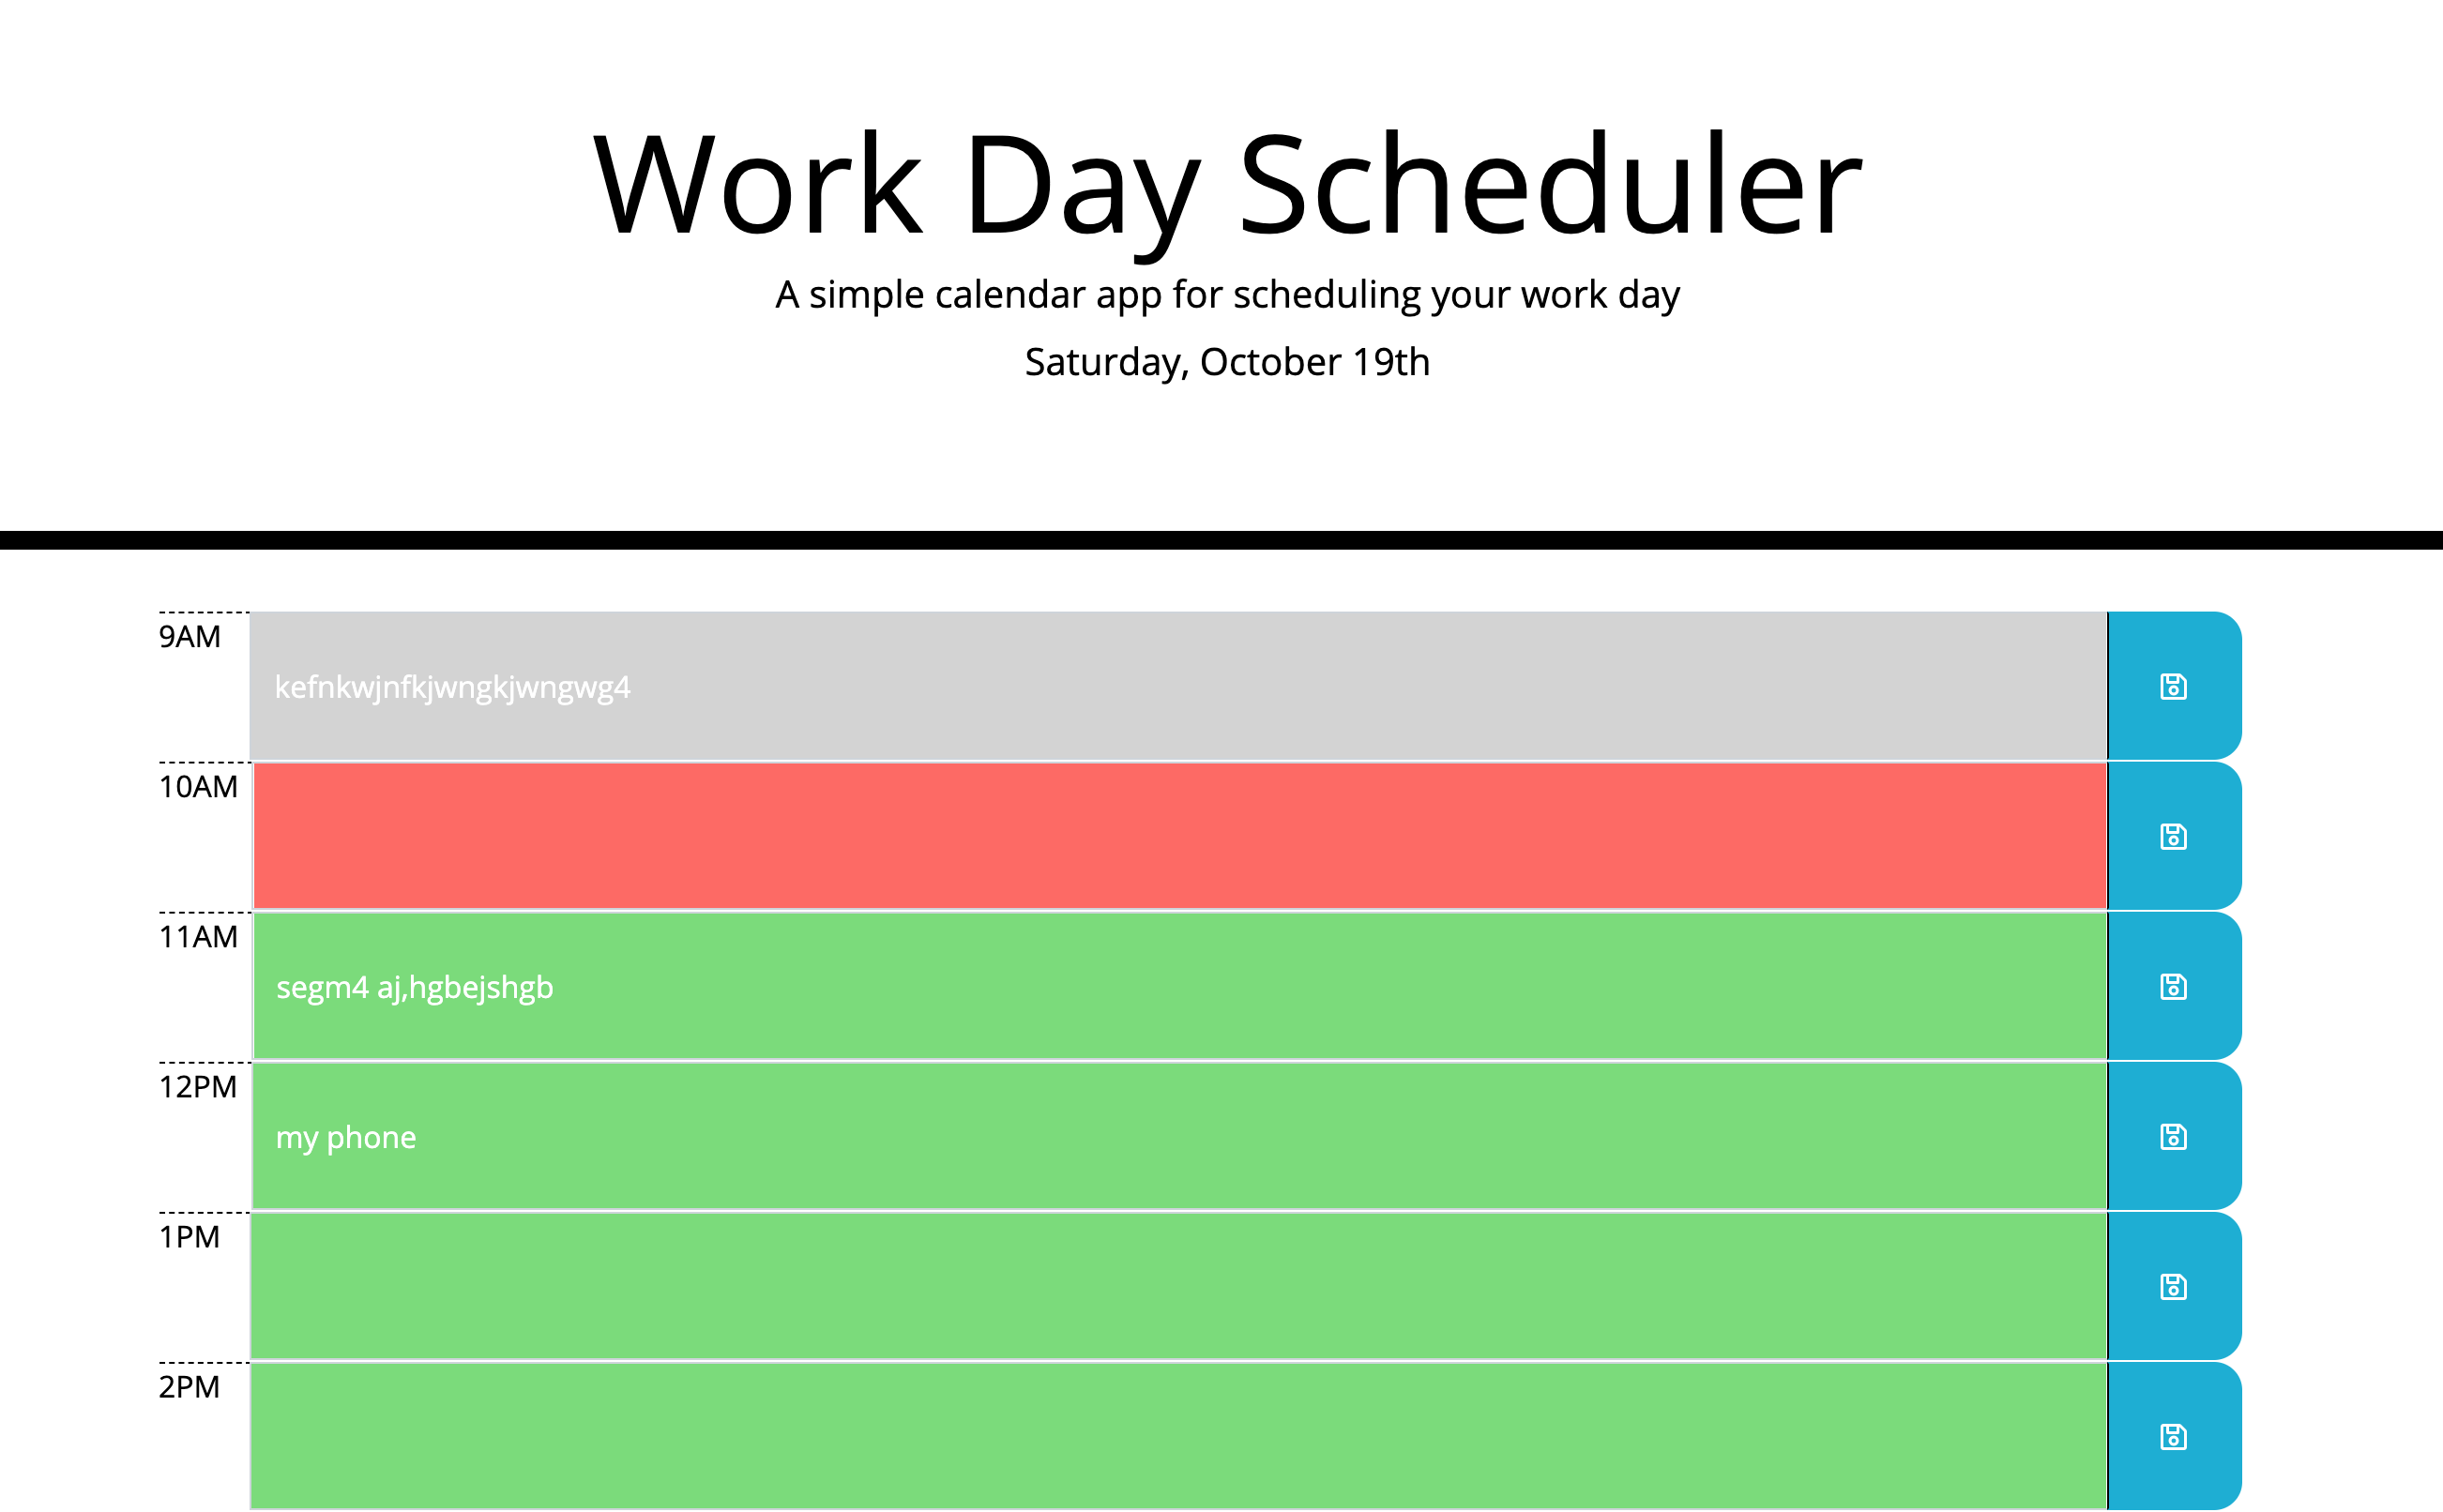 Work Day Scheduler
A simple calendar app for scheduling your work day
Saturday, October 19th
9AM
kefnkwjnfkjwngkjwngwg4
10AM
11AM
segm4 aj,hgbejshgb
12PM
my phone
1PM
2PM